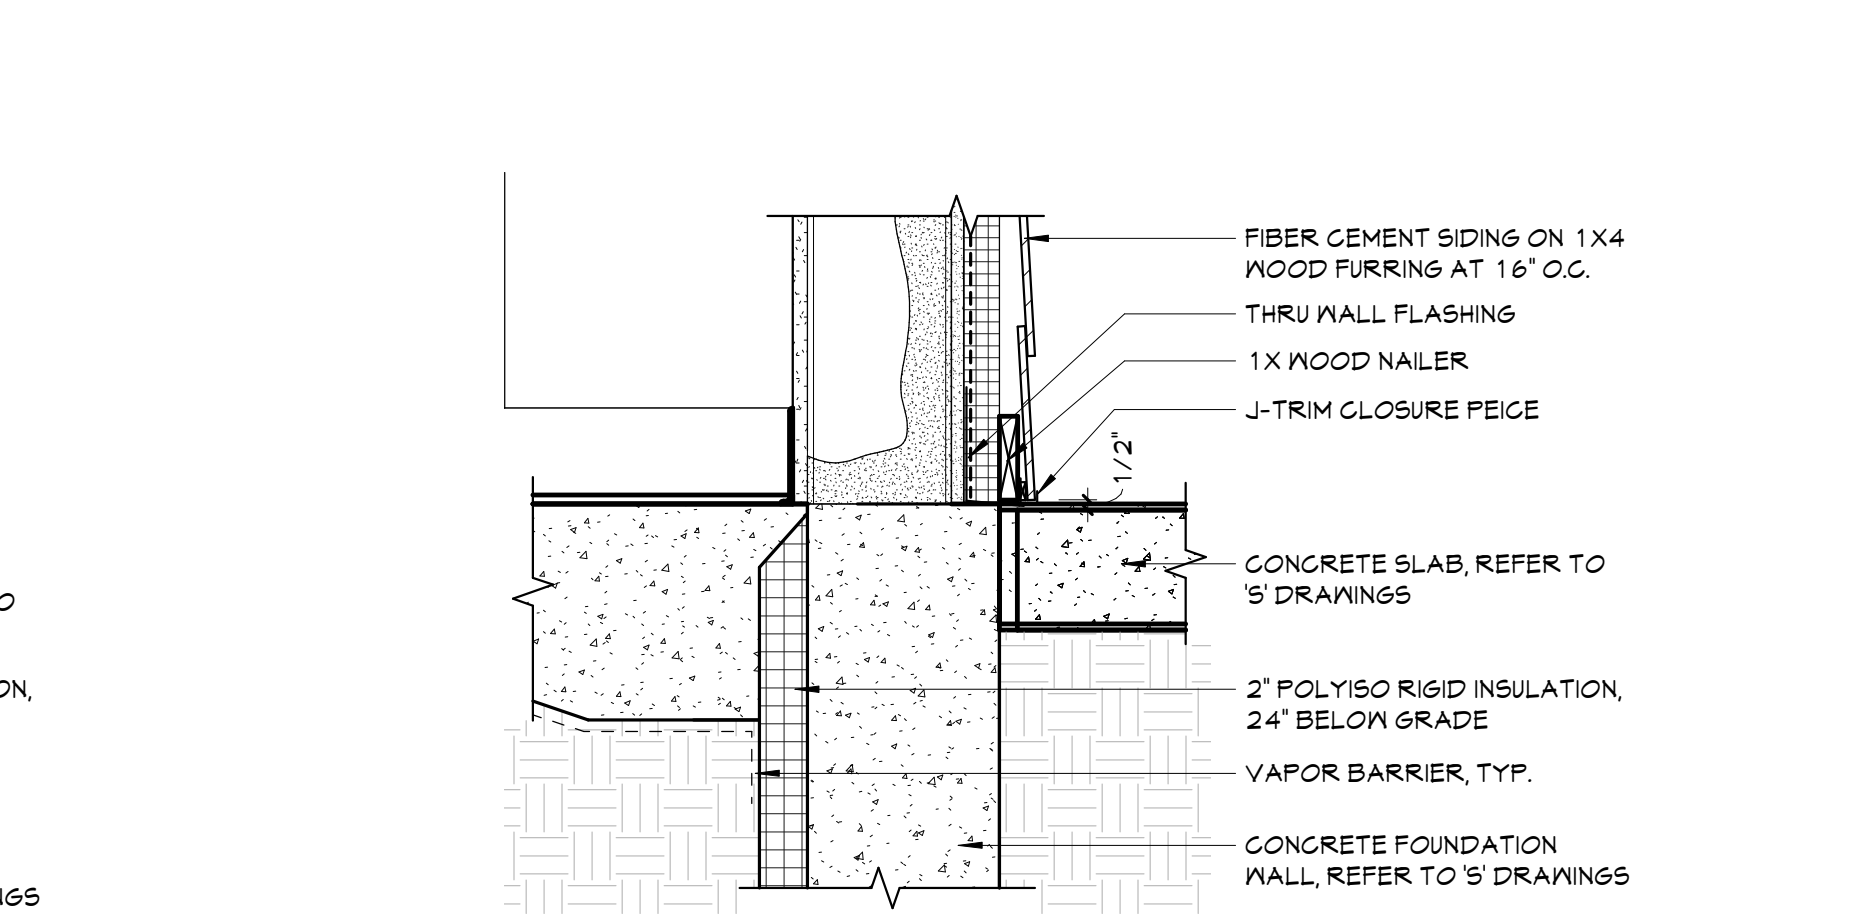 FIBER CEMENT SIDING ON 1X4
WOOD FURRING AT 16" O.C.
THRU WALL FLASHING
1X WOOD NAILER
J-TRIM CLOSURE PEICE
1/2"
CONCRETE SLAB, REFER TO
'S' DRAWINGS
O
ON,
2" POLYISO RIGID INSULATION,
24" BELOW GRADE
VAPOR BARRIER, TYP.
CONCRETE FOUNDATION
WALL, REFER TO 'S' DRAWINGS
NGS